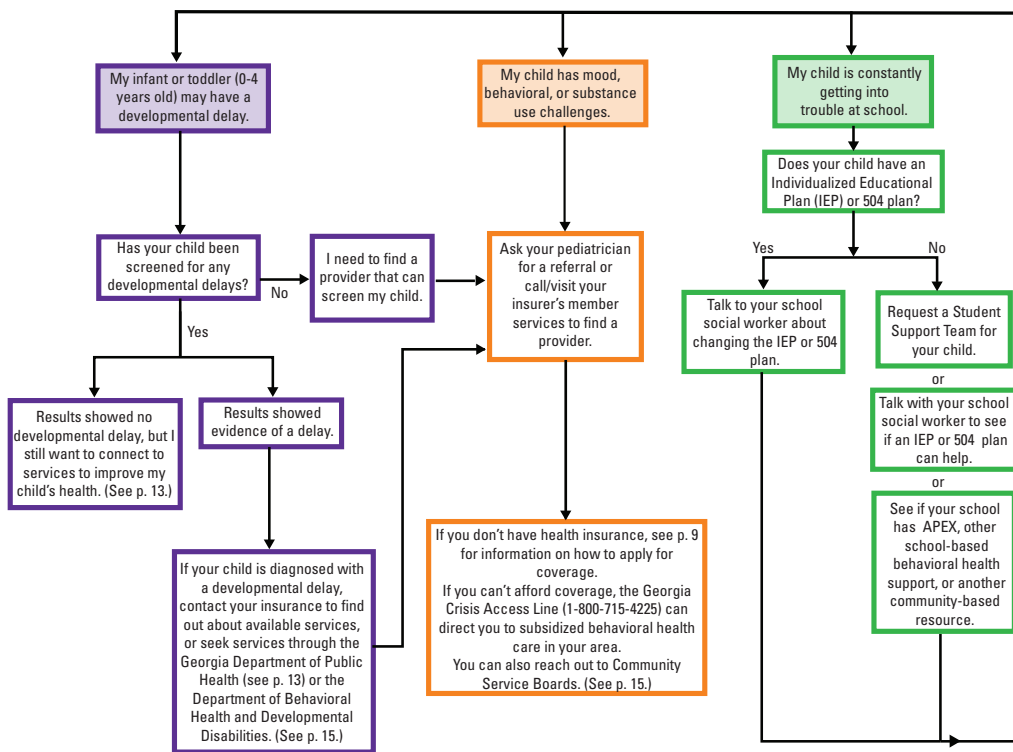 My infant or toddler (0-4
years old) may have a
developmental delay.
Has your child been
screened for any
developmental delays?
No
I need to find a
provider that can
screen my child.
Yes
Results showed no
developmental delay, but I
still want to connect to
services to improve my
child's health. (See p. 13.)
Results showed
evidence of a delay.
If your child is diagnosed with
a developmental delay,
contact your insurance to find
out about available services,
or seek services through the
Georgia Department of Public
Health (see p. 13) or the
Department of Behavioral
Health and Developmental
Disabilities. (See p. 15.)
My child has mood,
behavioral, or substance
use challenges.
Ask your pediatrician
for a referral or
call/visit your
insurer's member
services to find a
provider.
If you don't have health insurance, see p. 9
for information on how to apply for
coverage.
If you can't afford coverage, the Georgia
Crisis Access Line (1-800-715-4225) can
direct you to subsidized behavioral health
care in your area.
You can also reach out to Community
Service Boards. (See p. 15.)
My child is constantly
getting into
trouble at school.
Does your child have an
Individualized Educational
Plan (IEP) or 504 plan?
Yes
No
Talk to your school
social worker about
changing the IEP or 504
plan.
Request a Student
Support Team for
your child.
or
Talk with your school
social worker to see
if an IEP or 504 plan
can help.
or
See if your school
has APEX, other
school-based
behavioral health
support, or another
community-based
resource.